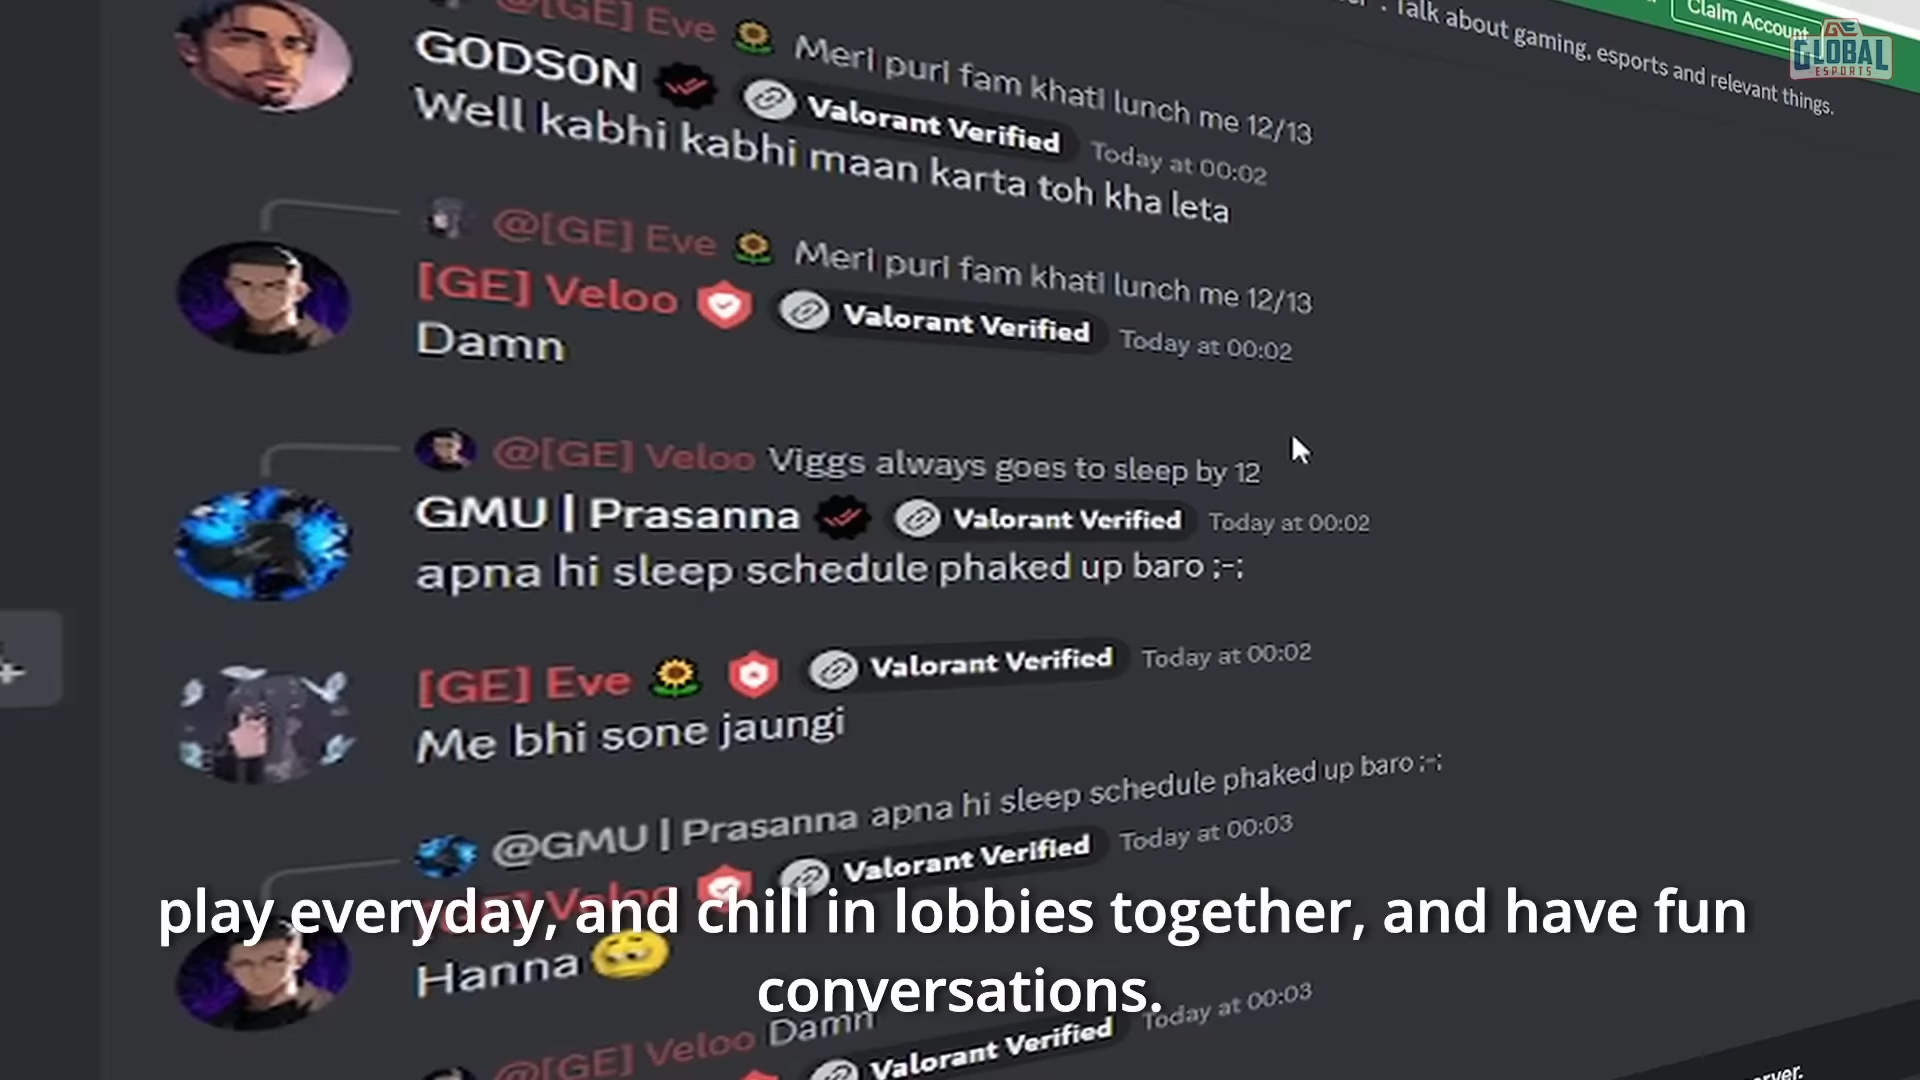 Claim Account
. Talk about gaming, esports and relevant things.
GE
GLOBAL
ESPORTS
@[GE] Eve 🌻 Meri puri fam khati lunch me 12/13
GODSON Valorant Verified Today at 00:02
Well kabhi kabhi maan karta toh kha leta
@[GE] Eve 🌻 Meri puri fam khati lunch me 12/13
[GE] Veloo Valorant Verified Today at 00:02
Damn
@[GE] Veloo Viggs always goes to sleep by 12
GMU | Prasanna Valorant Verified Today at 00:02
apna hi sleep schedule phaked up baro ;-;
[GE] Eve 🌻 Valorant Verified Today at 00:02
Me bhi sone jaungi
@GMU | Prasanna apna hi sleep schedule phaked up baro ;-;
[GE] Veloo Valorant Verified Today at 00:03
Hanna 🥺
@[GE] Veloo Damn
Valorant Verified Today at 00:03
play everyday, and chill in lobbies together, and have fun
conversations.